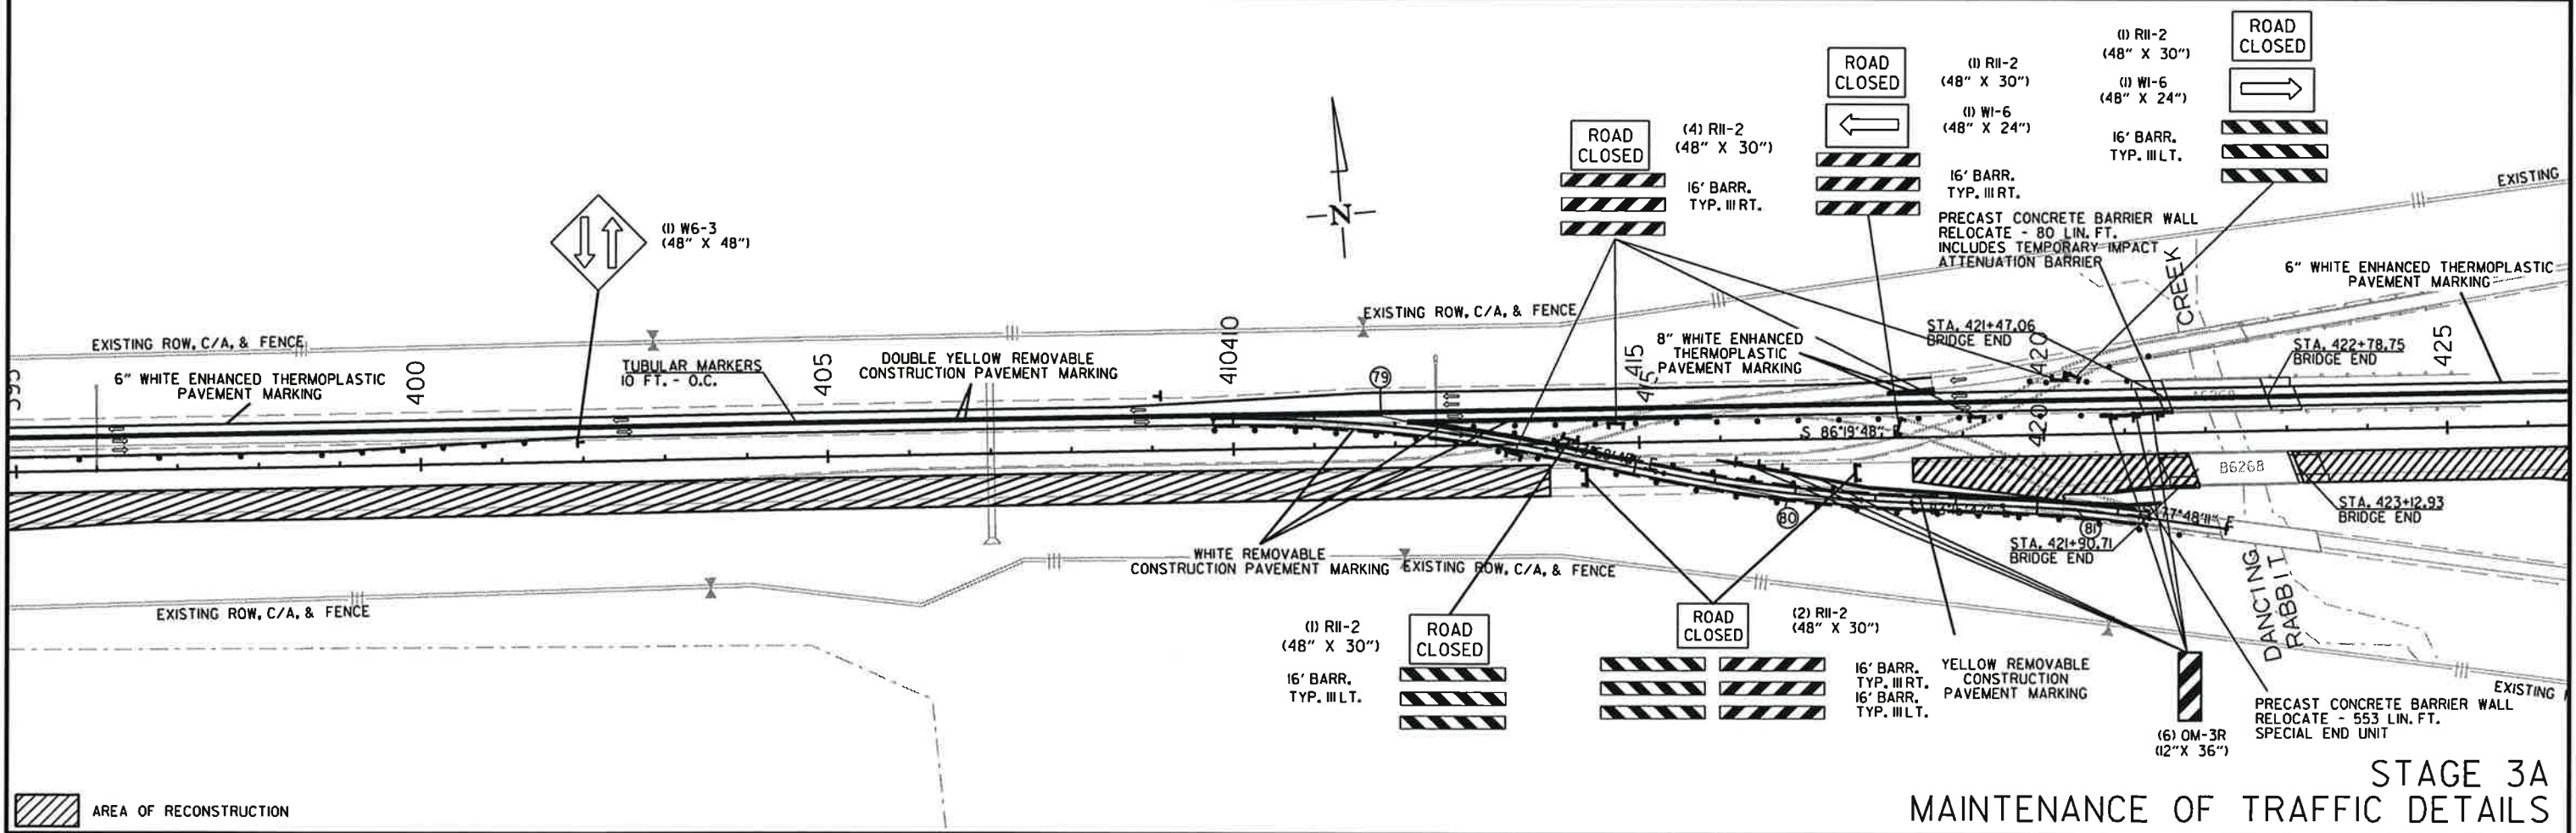 ROAD
CLOSED
(1) R11-2
(48" X 30")
(1) W1-6
(48" X 24")
16' BARR.
TYP. III LT.
ROAD
CLOSED
(1) R11-2
(48" X 30")
(1) W1-6
(48" X 24")
16' BARR.
TYP. III RT.
ROAD
CLOSED
(4) R11-2
(48" X 30")
16' BARR.
TYP. III RT.
(1) W6-3
(48" X 48")
N
PRECAST CONCRETE BARRIER WALL
RELOCATE - 80 LIN. FT.
INCLUDES TEMPORARY IMPACT
ATTENUATION BARRIER
EXISTING
CREEK
6" WHITE ENHANCED THERMOPLASTIC
PAVEMENT MARKING
EXISTING ROW, C/A, & FENCE
EXISTING ROW, C/A, & FENCE
6" WHITE ENHANCED THERMOPLASTIC
PAVEMENT MARKING
TUBULAR MARKERS
10 FT. - O.C.
DOUBLE YELLOW REMOVABLE
CONSTRUCTION PAVEMENT MARKING
8" WHITE ENHANCED
THERMOPLASTIC
PAVEMENT MARKING
STA. 421+47.06
BRIDGE END
STA. 422+78.75
BRIDGE END
395
400
405
410
410
415
415
420
420
425
79
S 86°19'48" E
B6268
80
81
77°48'11" E
STA. 423+12.93
BRIDGE END
STA. 421+90.71
BRIDGE END
WHITE REMOVABLE
CONSTRUCTION PAVEMENT MARKING
EXISTING ROW, C/A, & FENCE
EXISTING ROW, C/A, & FENCE
DANCING
RABBIT
(1) R11-2
(48" X 30")
ROAD
CLOSED
16' BARR.
TYP. III LT.
ROAD
CLOSED
(2) R11-2
(48" X 30")
16' BARR.
TYP. III RT.
16' BARR.
TYP. III LT.
YELLOW REMOVABLE
CONSTRUCTION
PAVEMENT MARKING
(6) OM-3R
(12" X 36")
EXISTING
PRECAST CONCRETE BARRIER WALL
RELOCATE - 553 LIN. FT.
SPECIAL END UNIT
AREA OF RECONSTRUCTION
STAGE 3A
MAINTENANCE OF TRAFFIC DETAILS